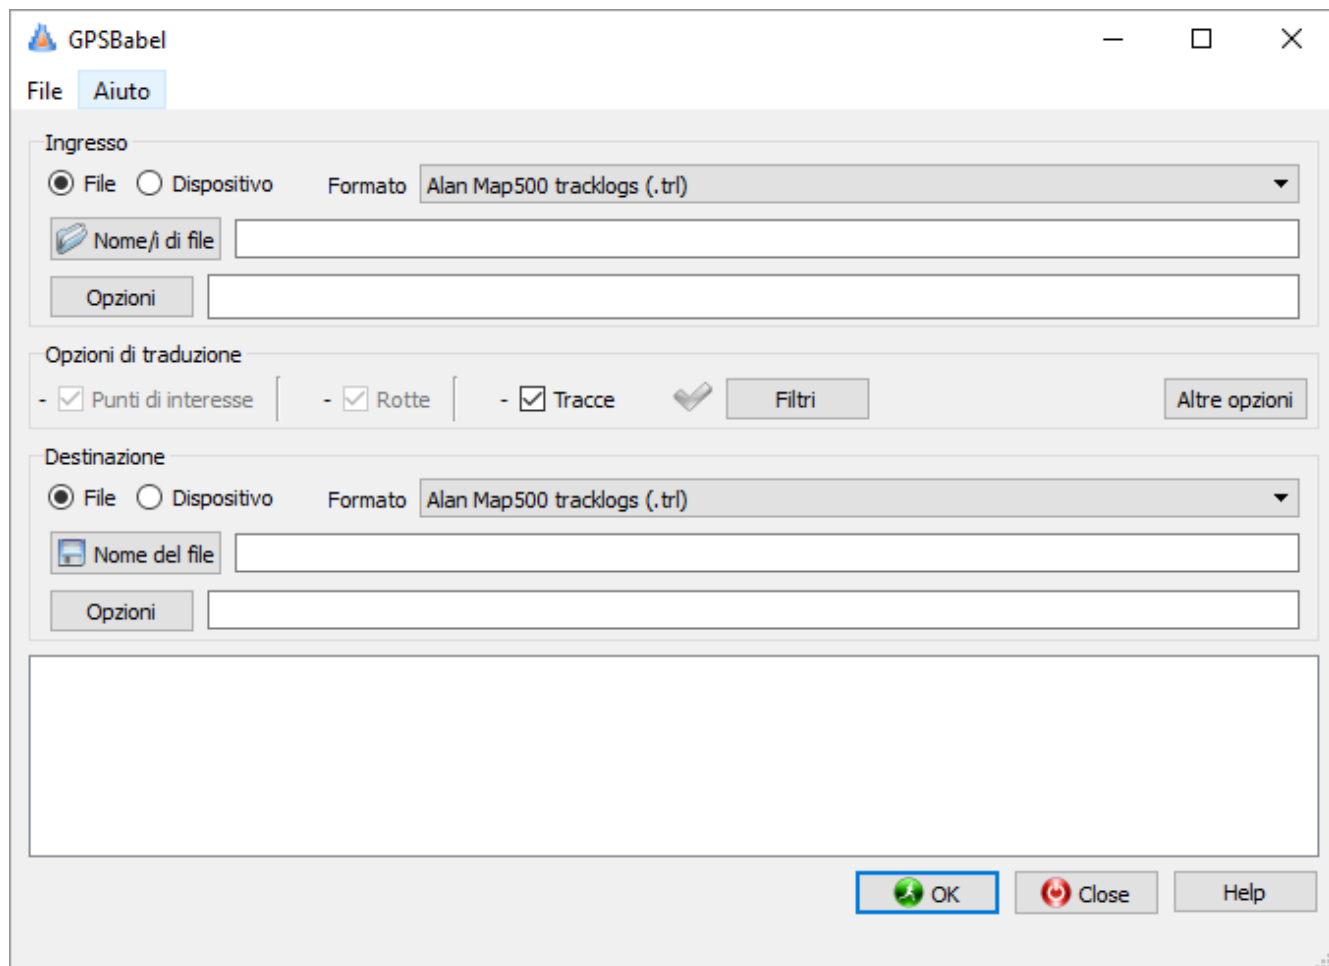 GPSBabel
File Aiuto
Ingresso
File Dispositivo Formato Alan Map500 tracklogs (.trl)
Nome/i di file
Opzioni
Opzioni di traduzione
- Punti di interesse - Rotte - Tracce Filtri Altre opzioni
Destinazione
File Dispositivo Formato Alan Map500 tracklogs (.trl)
Nome del file
Opzioni
OK Close Help